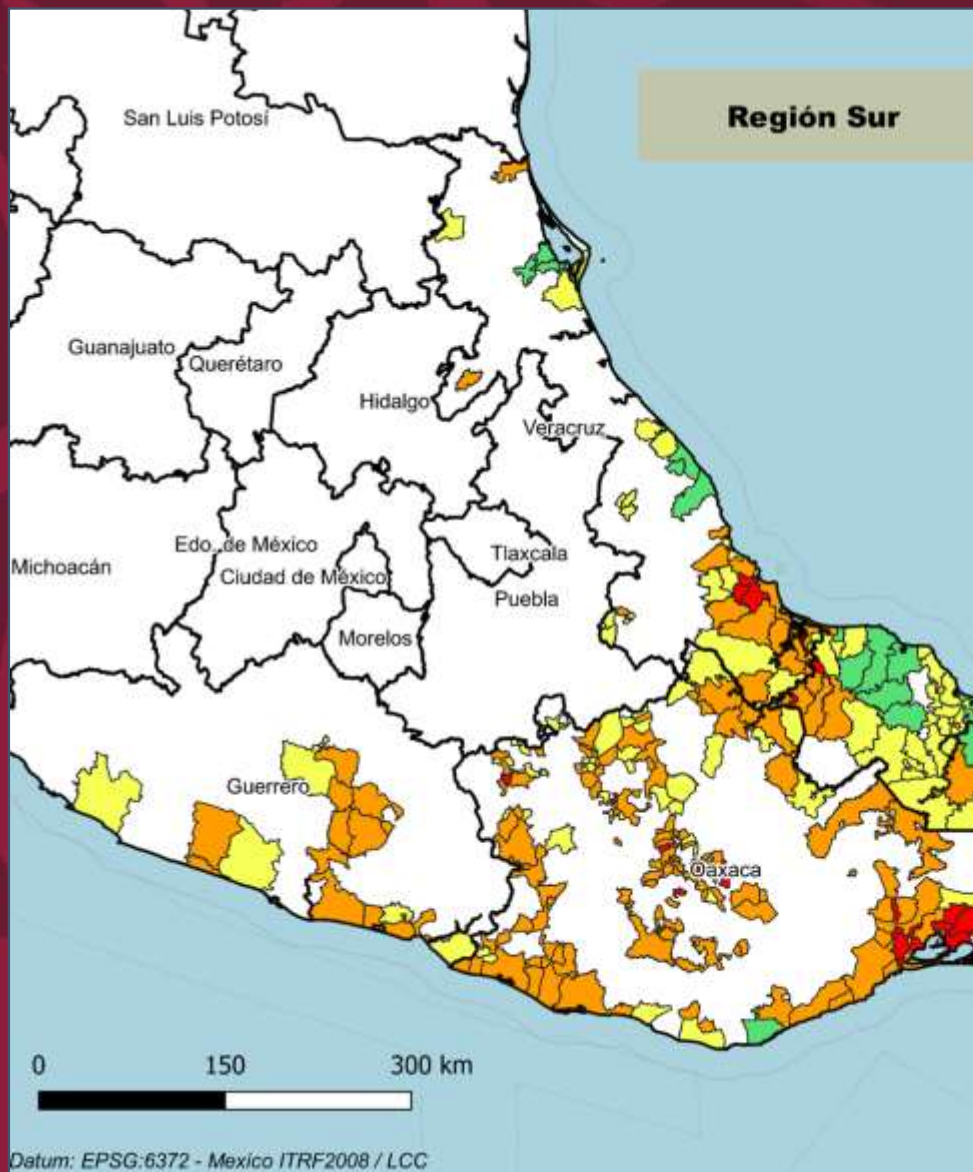 Región Sur
San Luis Potosí
Guanajuato
Querétaro
Hidalgo
Veracruz
Edo. de México
Tlaxcala
Michoacán
Ciudad de México
Puebla
Morelos
Guerrero
Oaxaca
0 150 300 km
Datum: EPSG:6372 - Mexico ITRF2008 / LCC